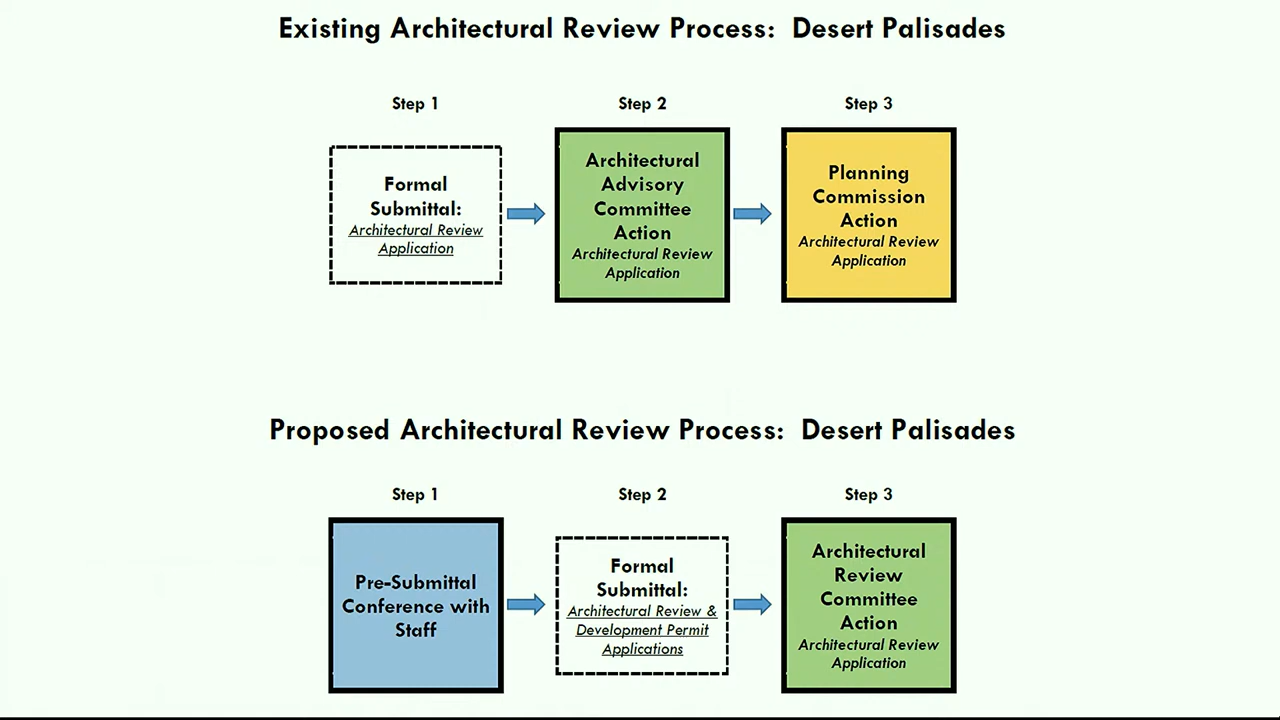 Existing Architectural Review Process:  Desert Palisades
Step 1
Step 2
Step 3
Formal
Submittal:
Architectural Review
Application
Architectural
Advisory
Committee
Action
Architectural Review
Application
Planning
Commission
Action
Architectural Review
Application
Proposed Architectural Review Process:  Desert Palisades
Step 1
Step 2
Step 3
Pre-Submittal
Conference with
Staff
Formal
Submittal:
Architectural Review &
Development Permit
Applications
Architectural
Review
Committee
Action
Architectural Review
Application